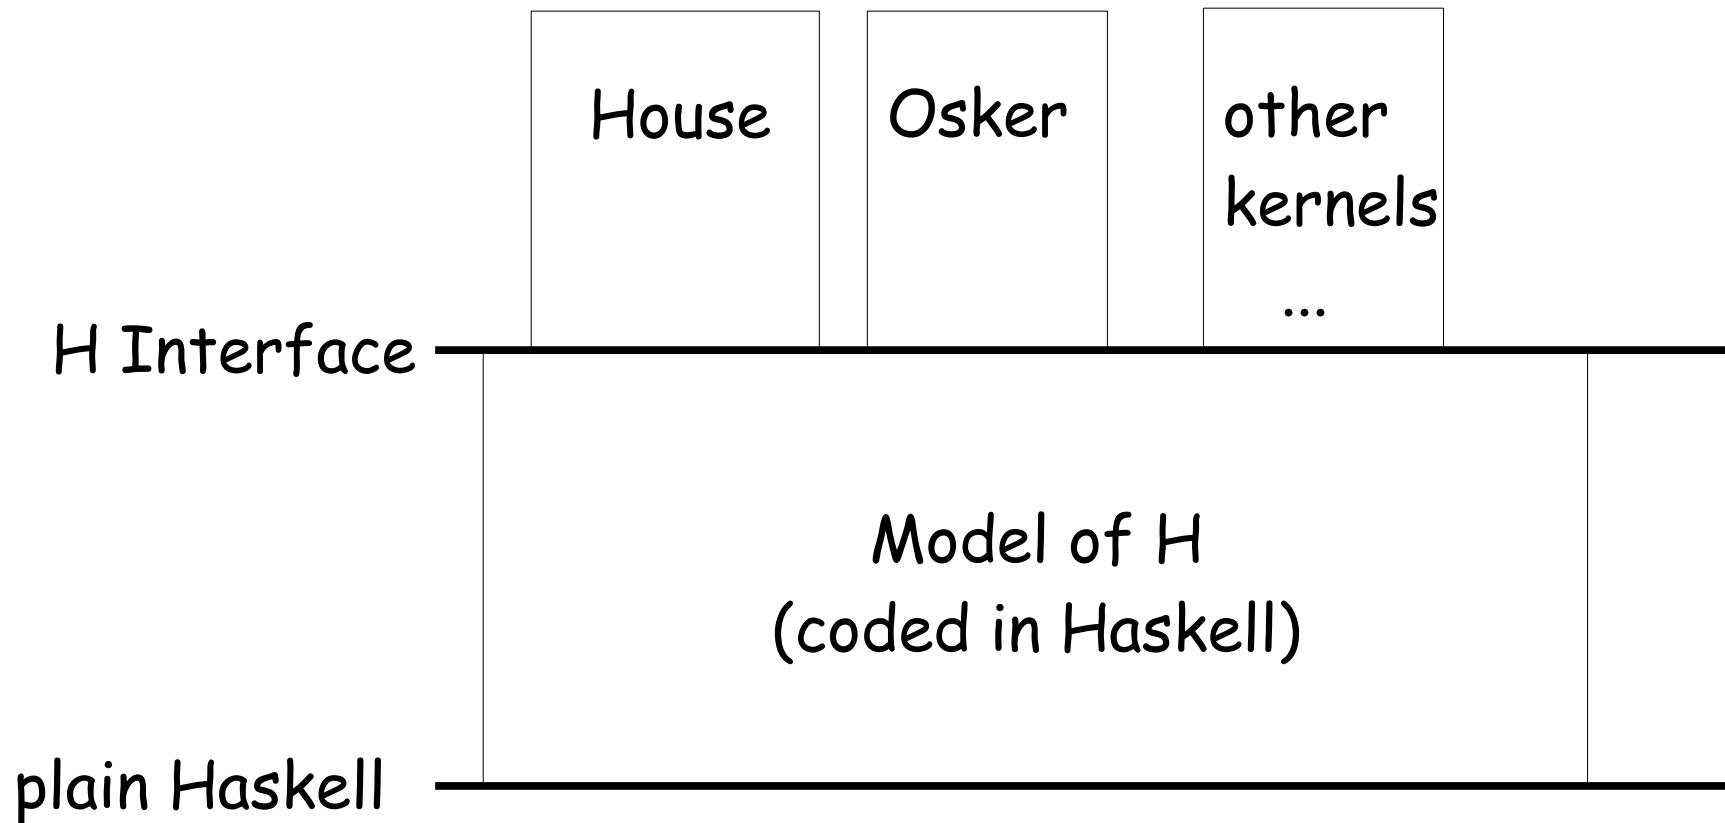 House
Osker
other
kernels
...
H Interface
Model of H
(coded in Haskell)
plain Haskell